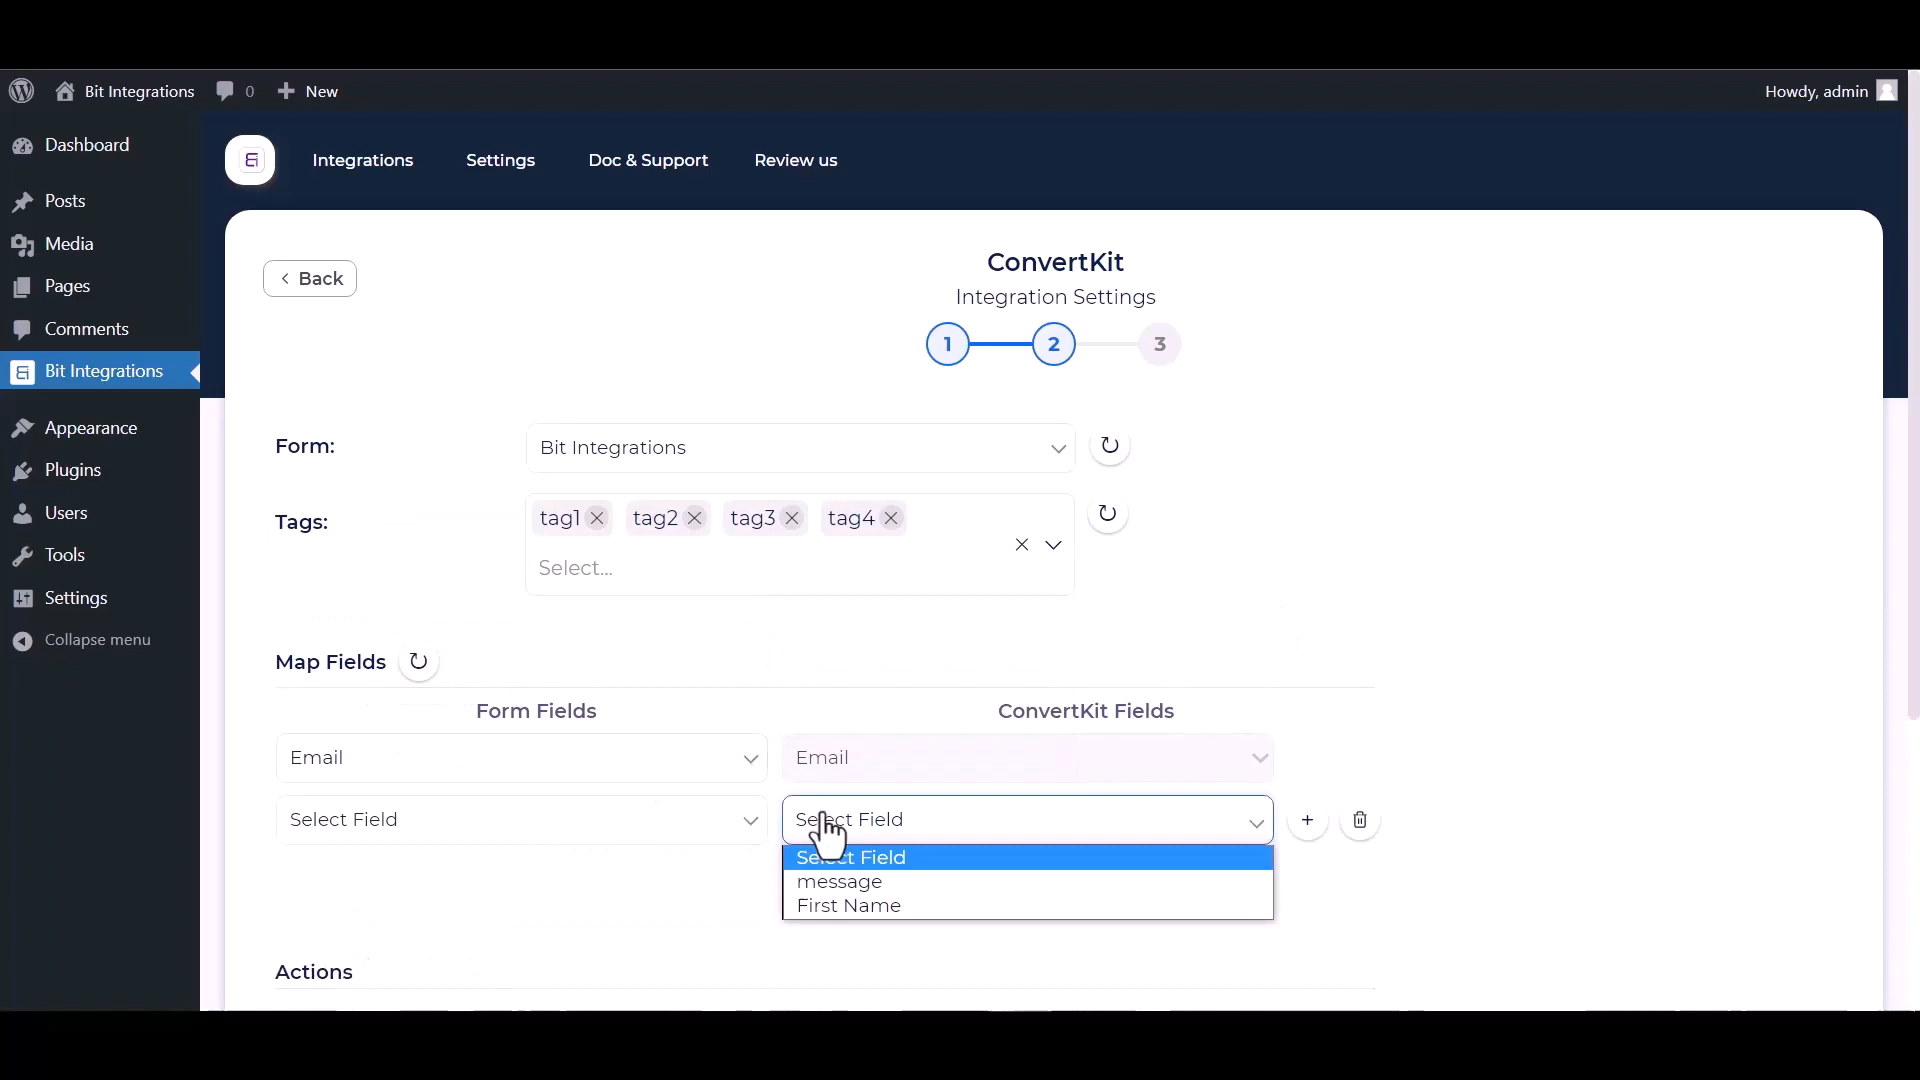 Bit Integrations 0 New Howdy, admin
Dashboard
Posts
Media
Pages
Comments
Bit Integrations
Appearance
Plugins
Users
Tools
Settings
Collapse menu
Integrations Settings Doc & Support Review us
Back
ConvertKit
Integration Settings
1 2 3
Form: Bit Integrations
Tags: tag1 tag2 tag3 tag4
Select...
Map Fields
Form Fields ConvertKit Fields
Email Email
Select Field Select Field
Select Field
message
First Name
Actions